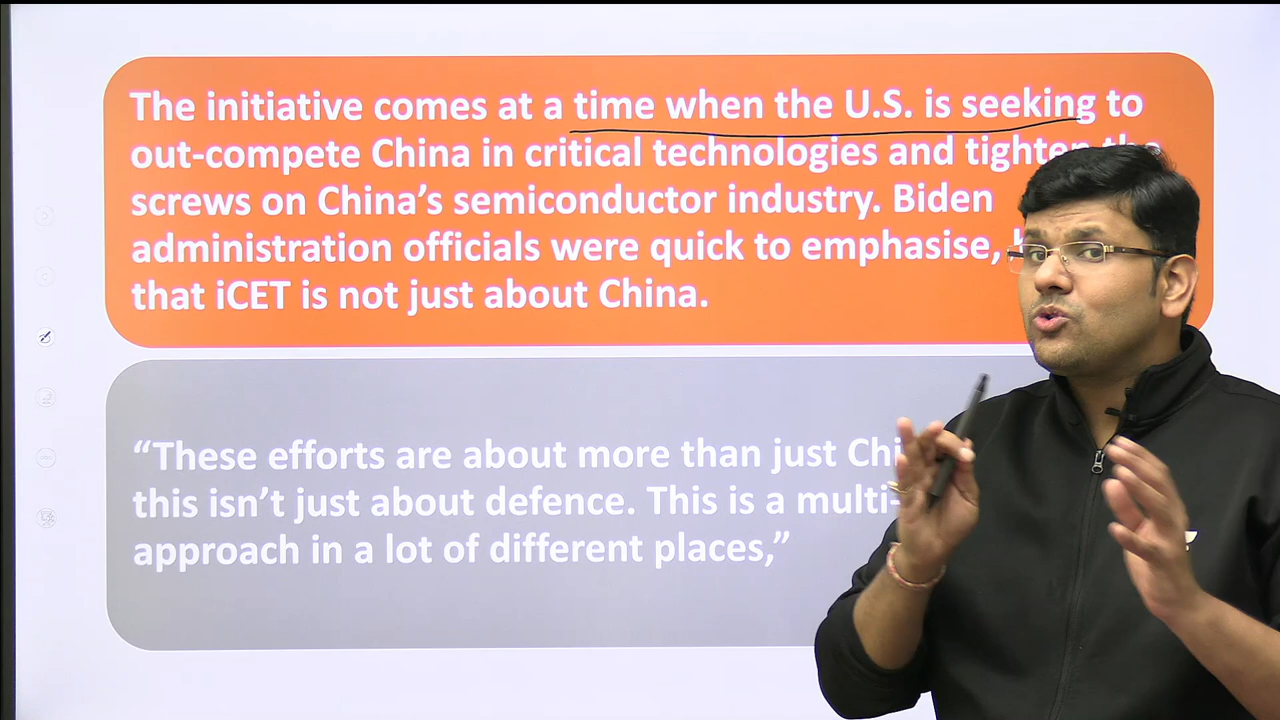 The initiative comes at a time when the U.S. is seeking to
out-compete China in critical technologies and tighten the
screws on China’s semiconductor industry. Biden
administration officials were quick to emphasise,
that iCET is not just about China.
“These efforts are about more than just
this isn’t just about defence. This is a multi-
approach in a lot of different places,”